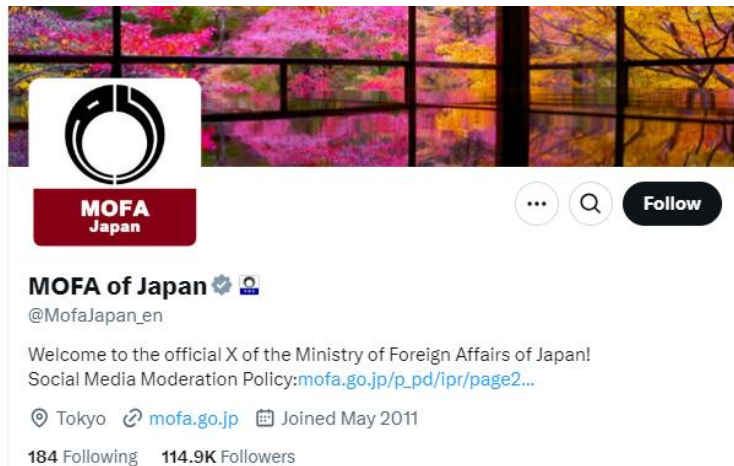 MOFA
Japan
Follow
MOFA of Japan
@MofaJapan_en
Welcome to the official X of the Ministry of Foreign Affairs of Japan!
Social Media Moderation Policy:mofa.go.jp/p_pd/ipr/page2...
Tokyo mofa.go.jp Joined May 2011
184 Following 114.9K Followers